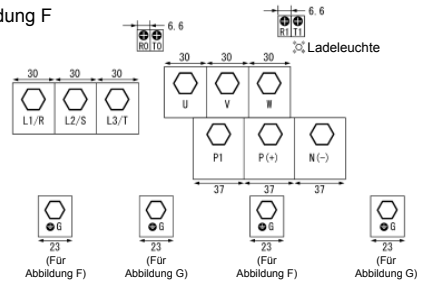 dung F
6.6
R0 T0
6.6
R1 T1
Ladeleuchte
30 30 30
L1/R L2/S L3/T
30 30 30
U V W
P1 P(+) N(-)
37 37 37
G G G G
23 23 23 23
(Für Abbildung F) (Für Abbildung G) (Für Abbildung F) (Für Abbildung G)